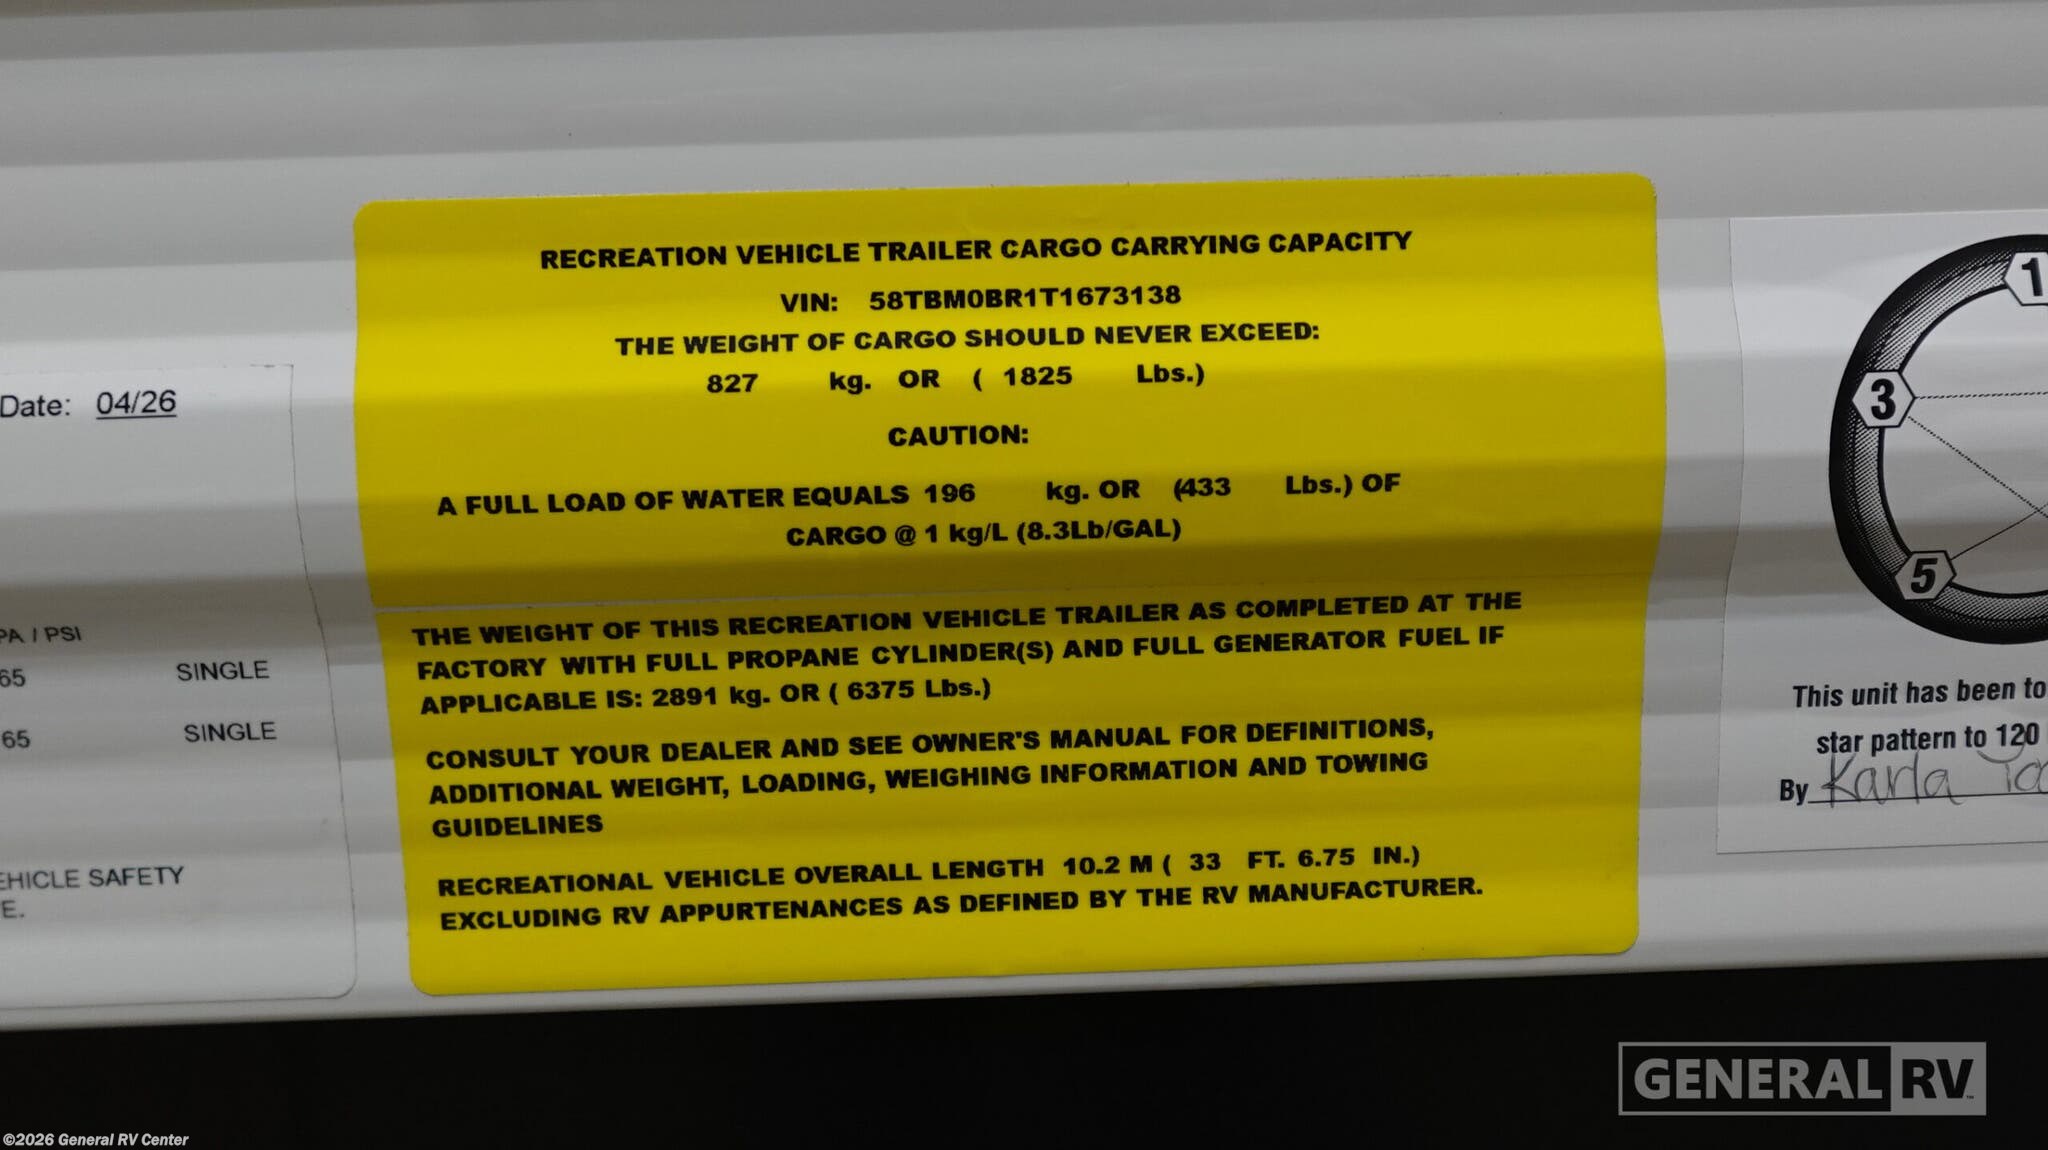 RECREATION VEHICLE TRAILER CARGO CARRYING CAPACITY
VIN: 58TBM0BR1T1673138
THE WEIGHT OF CARGO SHOULD NEVER EXCEED:
827 kg. OR ( 1825 Lbs.)
CAUTION:
A FULL LOAD OF WATER EQUALS 196 kg. OR (433 Lbs.) OF
CARGO @ 1 kg/L (8.3Lb/GAL)
THE WEIGHT OF THIS RECREATION VEHICLE TRAILER AS COMPLETED AT THE
FACTORY WITH FULL PROPANE CYLINDER(S) AND FULL GENERATOR FUEL IF
APPLICABLE IS: 2891 kg. OR ( 6375 Lbs.)
CONSULT YOUR DEALER AND SEE OWNER'S MANUAL FOR DEFINITIONS,
ADDITIONAL WEIGHT, LOADING, WEIGHING INFORMATION AND TOWING
GUIDELINES
RECREATIONAL VEHICLE OVERALL LENGTH 10.2 M ( 33 FT. 6.75 IN.)
EXCLUDING RV APPURTENANCES AS DEFINED BY THE RV MANUFACTURER.
Date: 04/26
PA / PSI
65 SINGLE
65 SINGLE
EHICLE SAFETY
E.
1
3
5
This unit has been to
star pattern to 120
By Karla
GENERAL RV
©2026 General RV Center